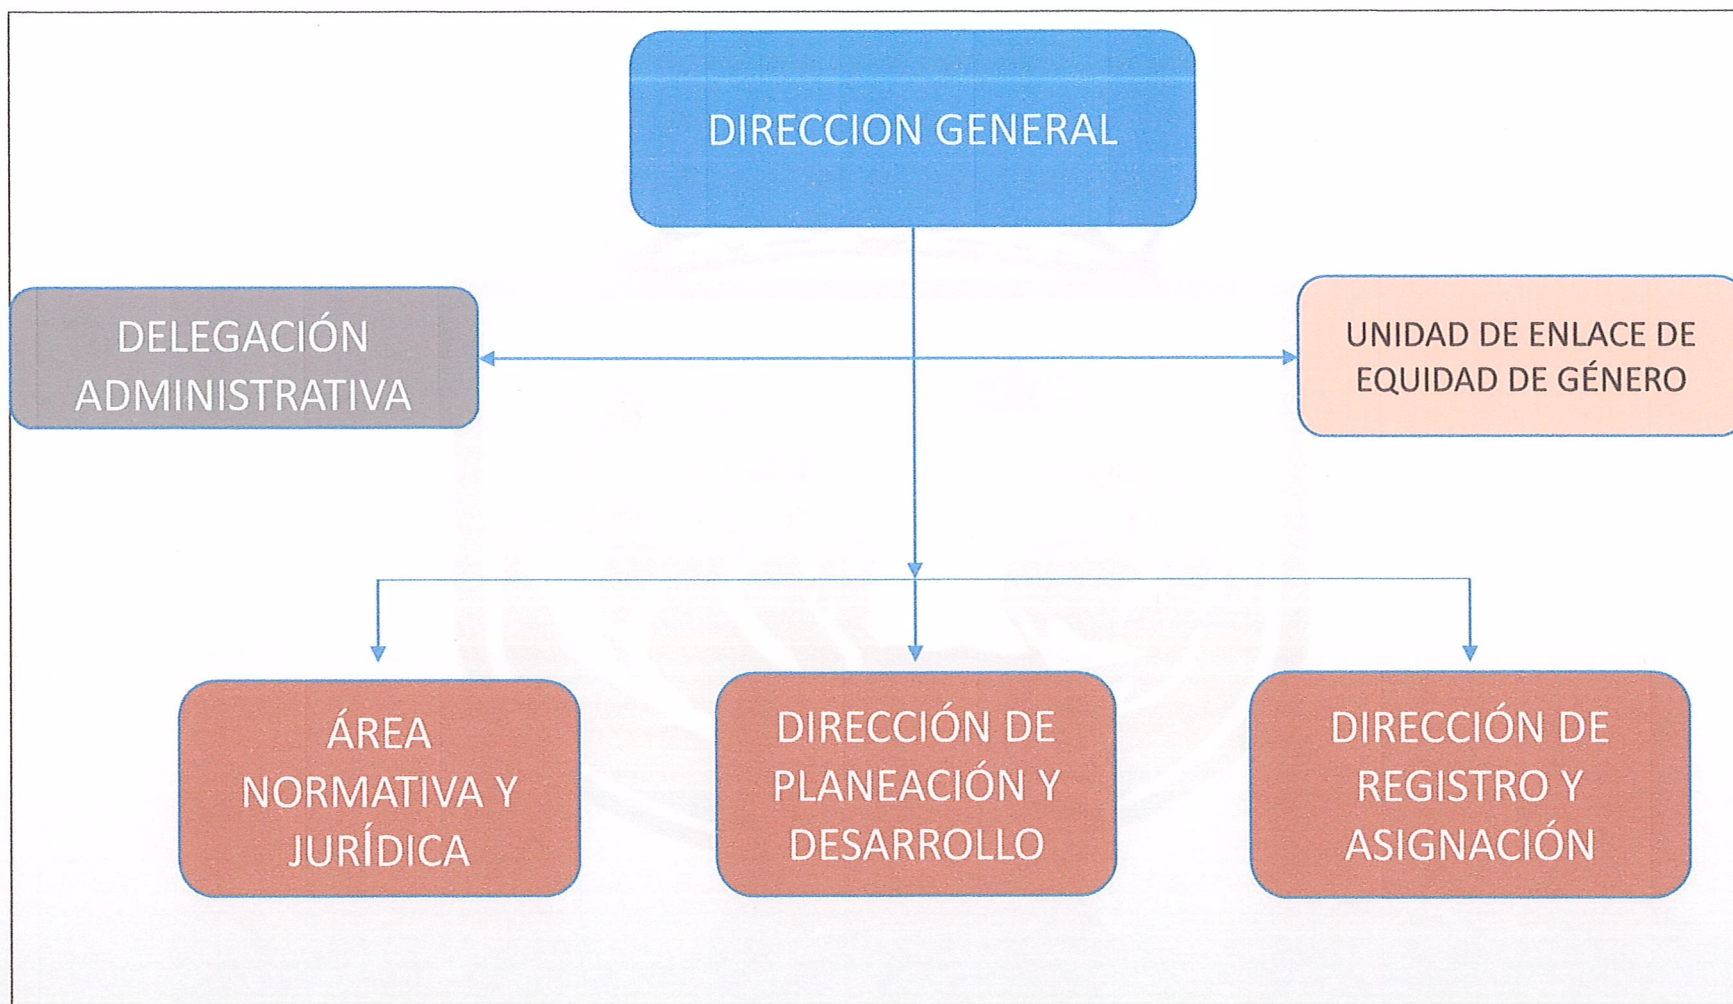 DIRECCION GENERAL
DELEGACIÓN
ADMINISTRATIVA
UNIDAD DE ENLACE DE
EQUIDAD DE GÉNERO
ÁREA
NORMATIVA Y
JURÍDICA
DIRECCIÓN DE
PLANEACIÓN Y
DESARROLLO
DIRECCIÓN DE
REGISTRO Y
ASIGNACIÓN